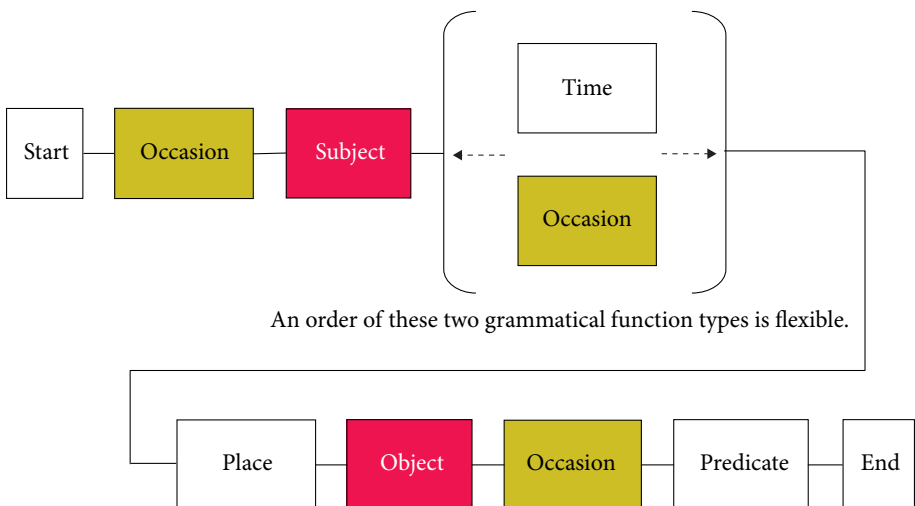 Time
Start
Occasion
Subject
Occasion
An order of these two grammatical function types is flexible.
Place
Object
Occasion
Predicate
End